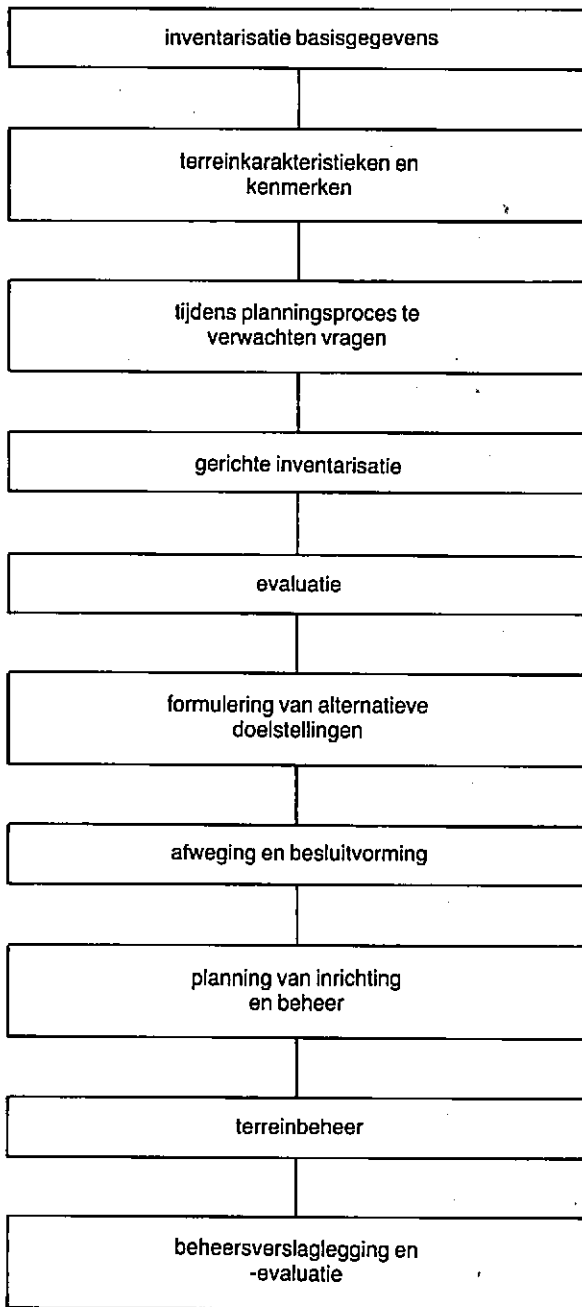 inventarisatie basisgegevens
terreinkarakteristieken en
kenmerken
tijdens planningsproces te
verwachten vragen
gerichte inventarisatie
evaluatie
formulering van alternatieve
doelstellingen
afweging en besluitvorming
planning van inrichting
en beheer
terreinbeheer
beheersverslaglegging en
-evaluatie